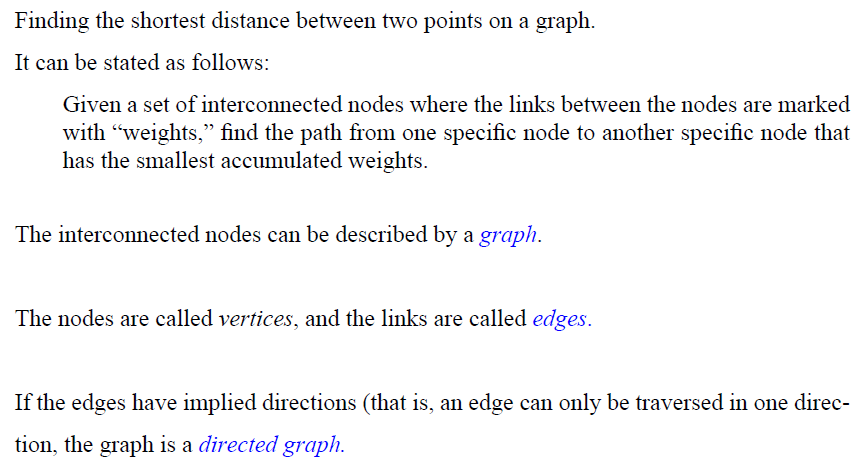 Finding the shortest distance between two points on a graph.
It can be stated as follows:
Given a set of interconnected nodes where the links between the nodes are marked
with “weights,” find the path from one specific node to another specific node that
has the smallest accumulated weights.
The interconnected nodes can be described by a graph.
The nodes are called vertices, and the links are called edges.
If the edges have implied directions (that is, an edge can only be traversed in one direc-
tion, the graph is a directed graph.